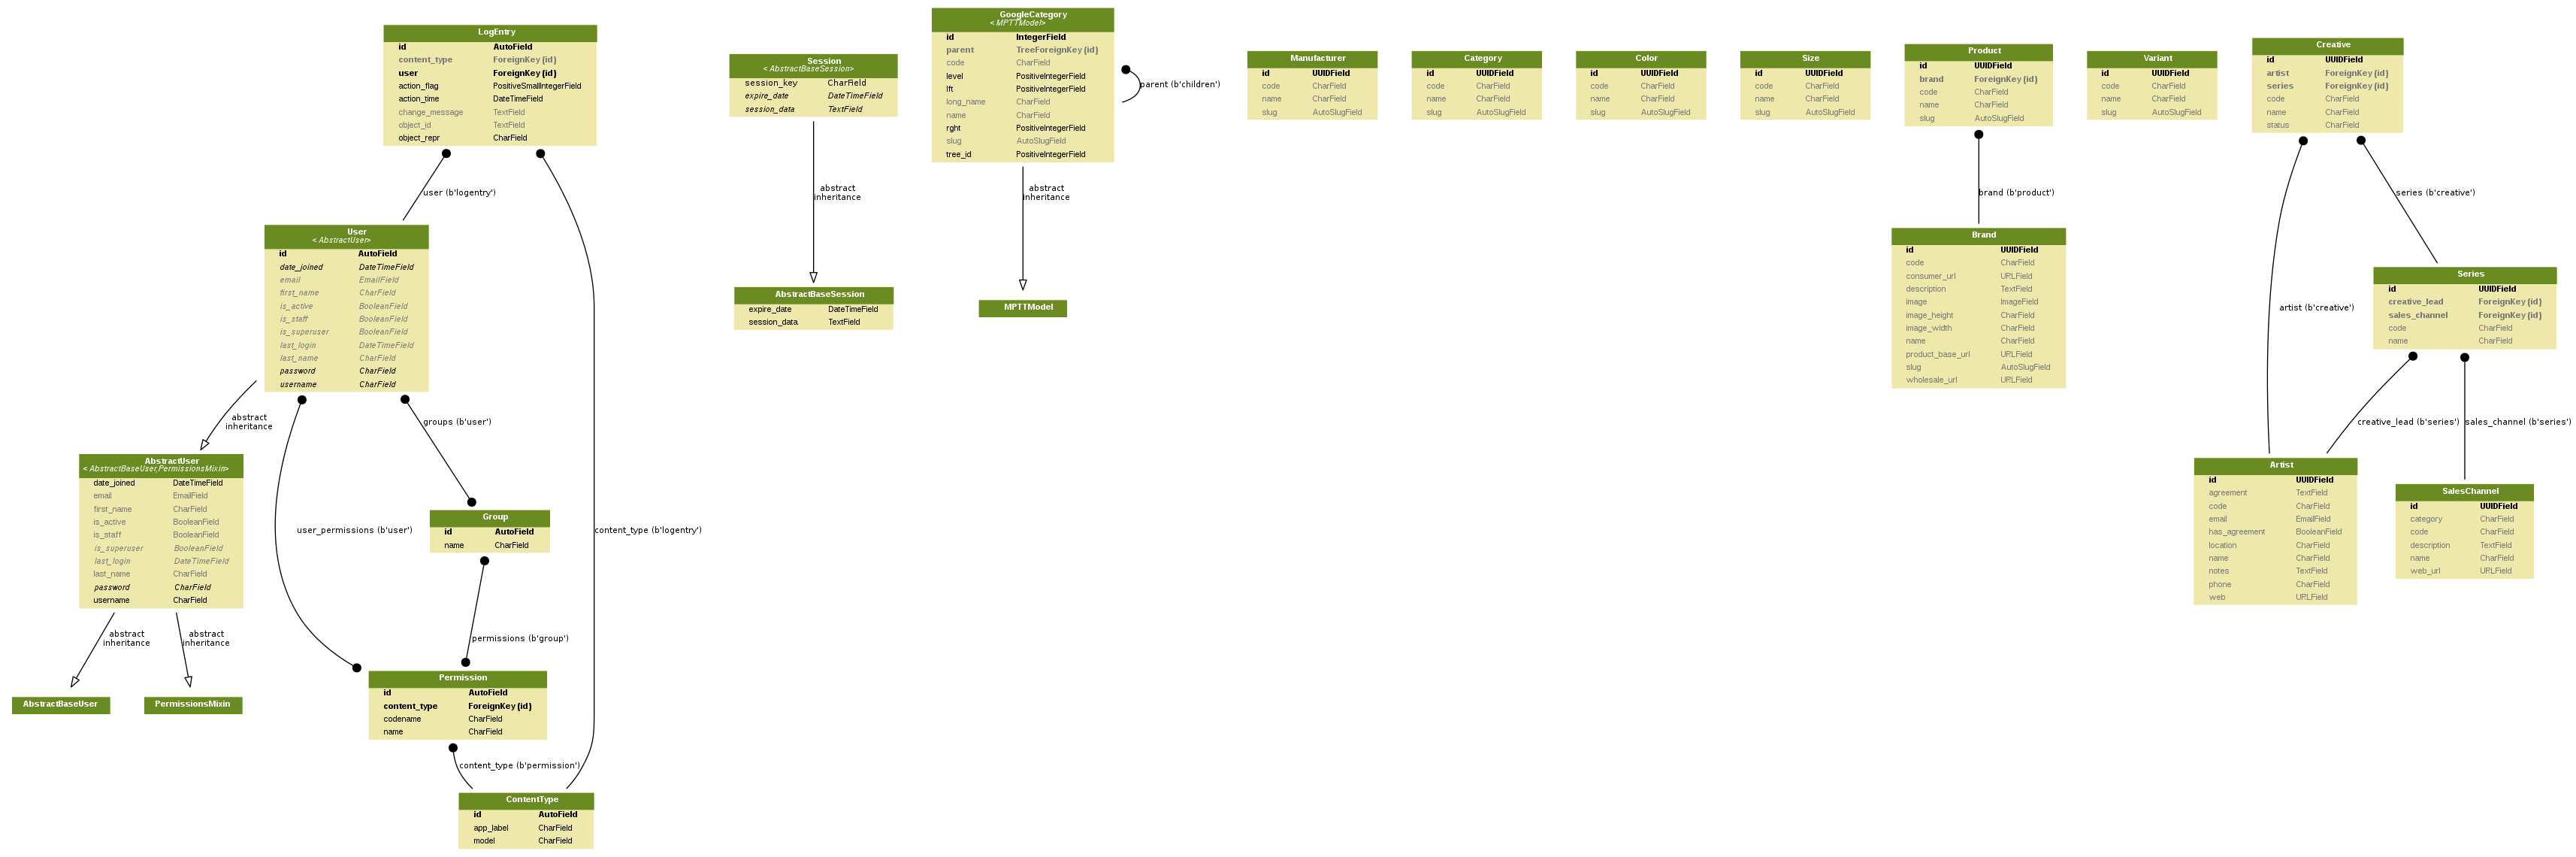 LogEntry
id AutoField
content_type ForeignKey (id)
user ForeignKey (id)
action_flag PositiveSmallIntegerField
action_time DateTimeField
change_message TextField
object_id TextField
object_repr CharField
user (b'logentry')
content_type (b'logentry')
User
< AbstractUser>
id AutoField
date_joined DateTimeField
email EmailField
first_name CharField
is_active BooleanField
is_staff BooleanField
is_superuser BooleanField
last_login DateTimeField
last_name CharField
password CharField
username CharField
abstract
inheritance
user_permissions (b'user')
groups (b'user')
AbstractUser
< AbstractBaseUser,PermissionsMixin>
date_joined DateTimeField
email EmailField
first_name CharField
is_active BooleanField
is_staff BooleanField
is_superuser BooleanField
last_login DateTimeField
last_name CharField
password CharField
username CharField
abstract
inheritance
abstract
inheritance
AbstractBaseUser
PermissionsMixin
Group
id AutoField
name CharField
permissions (b'group')
Permission
id AutoField
content_type ForeignKey (id)
codename CharField
name CharField
content_type (b'permission')
ContentType
id AutoField
app_label CharField
model CharField
Session
< AbstractBaseSession>
session_key CharField
expire_date DateTimeField
session_data TextField
abstract
inheritance
AbstractBaseSession
expire_date DateTimeField
session_data TextField
GoogleCategory
< MPTTModel>
id IntegerField
parent TreeForeignKey (id)
code CharField
level PositiveIntegerField
lft PositiveIntegerField
long_name CharField
name CharField
rght PositiveIntegerField
slug AutoSlugField
tree_id PositiveIntegerField
parent (b'children')
abstract
inheritance
MPTTModel
Manufacturer
id UUIDField
code CharField
name CharField
slug AutoSlugField
Category
id UUIDField
code CharField
name CharField
slug AutoSlugField
Color
id UUIDField
code CharField
name CharField
slug AutoSlugField
Size
id UUIDField
code CharField
name CharField
slug AutoSlugField
Product
id UUIDField
brand ForeignKey (id)
code CharField
name CharField
slug AutoSlugField
brand (b'product')
Brand
id UUIDField
code CharField
consumer_url URLField
description TextField
image ImageField
image_height CharField
image_width CharField
name CharField
product_base_url URLField
slug AutoSlugField
wholesale_url URLField
Variant
id UUIDField
code CharField
name CharField
slug AutoSlugField
Creative
id UUIDField
artist ForeignKey (id)
series ForeignKey (id)
code CharField
name CharField
status CharField
series (b'creative')
artist (b'creative')
Series
id UUIDField
creative_lead ForeignKey (id)
sales_channel ForeignKey (id)
code CharField
name CharField
creative_lead (b'series')
sales_channel (b'series')
Artist
id UUIDField
agreement TextField
code CharField
email EmailField
has_agreement BooleanField
location CharField
name CharField
notes TextField
phone CharField
web URLField
SalesChannel
id UUIDField
category CharField
code CharField
description TextField
name CharField
web_url URLField